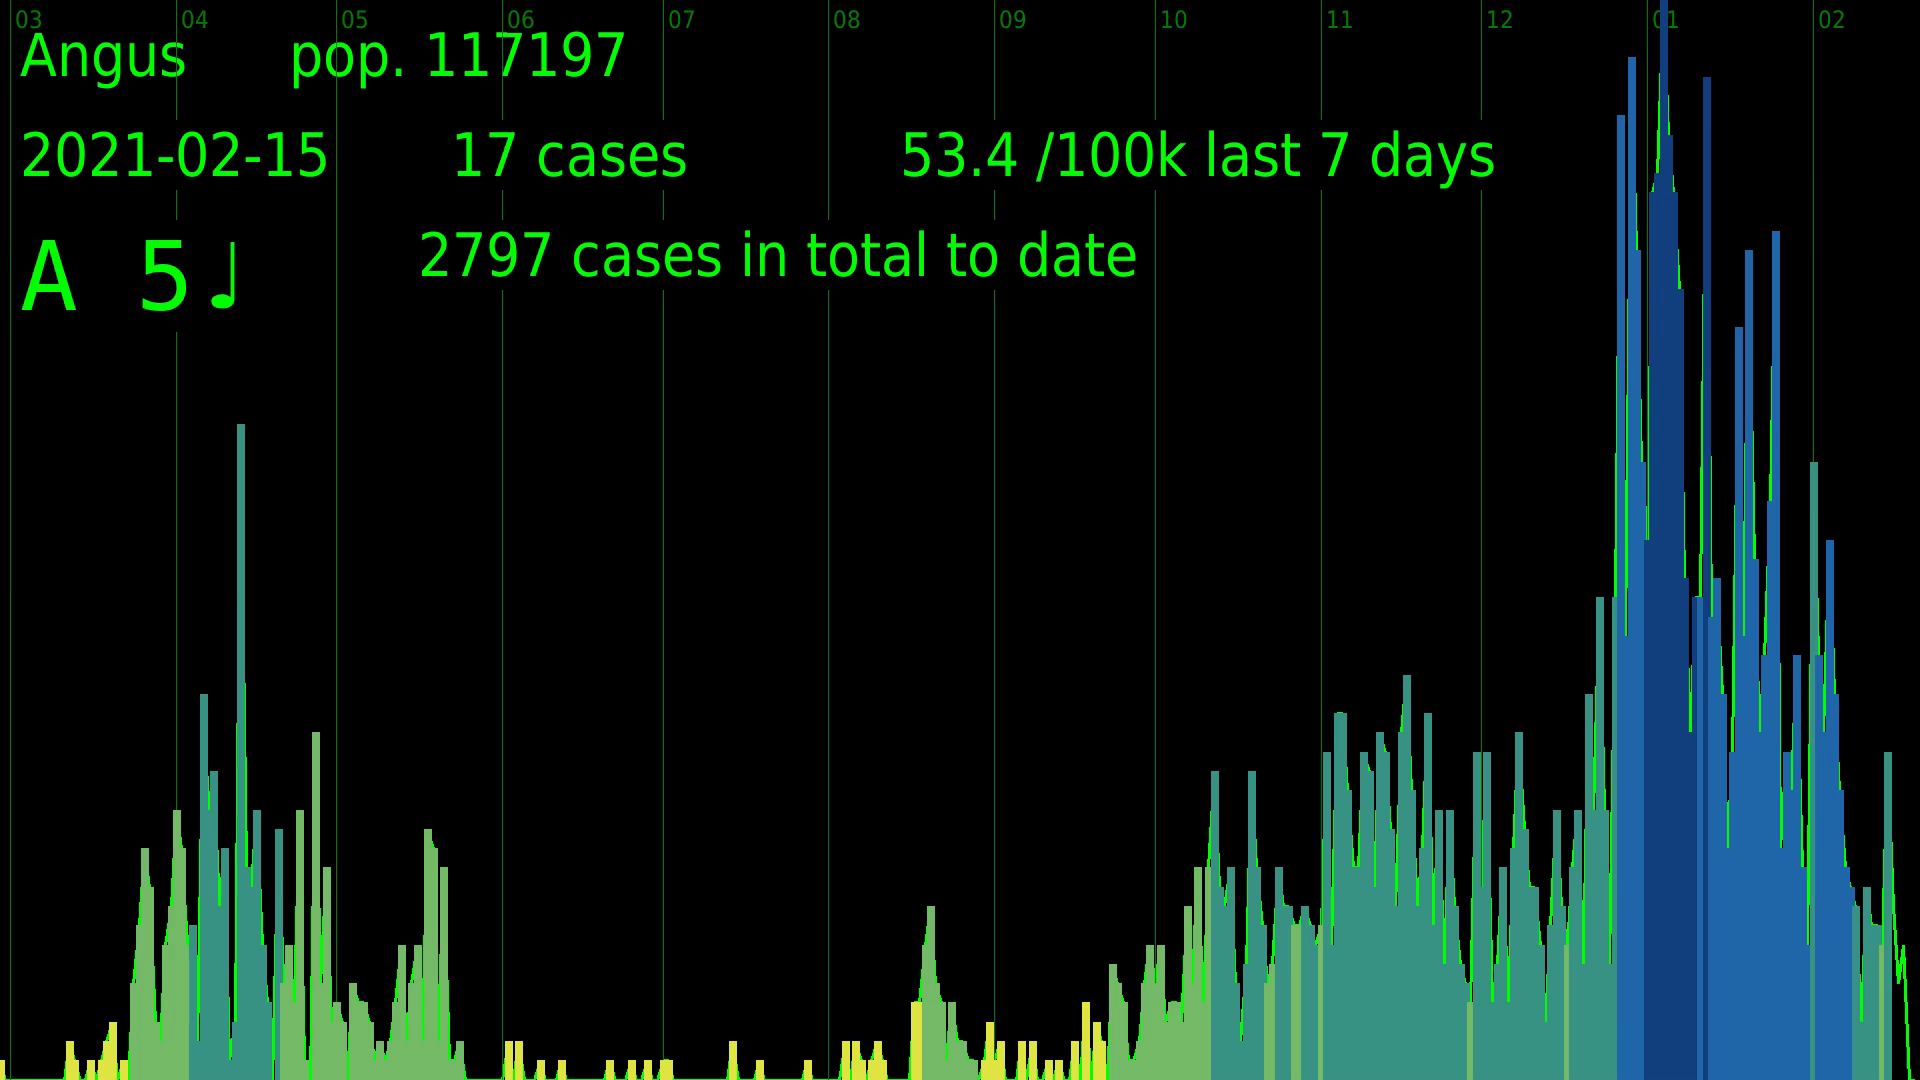 03 04 05 06 07 08 09 10 11 12 01 02
Angus pop. 117197
2021-02-15 17 cases 53.4 /100k last 7 days
2797 cases in total to date
A 5♩